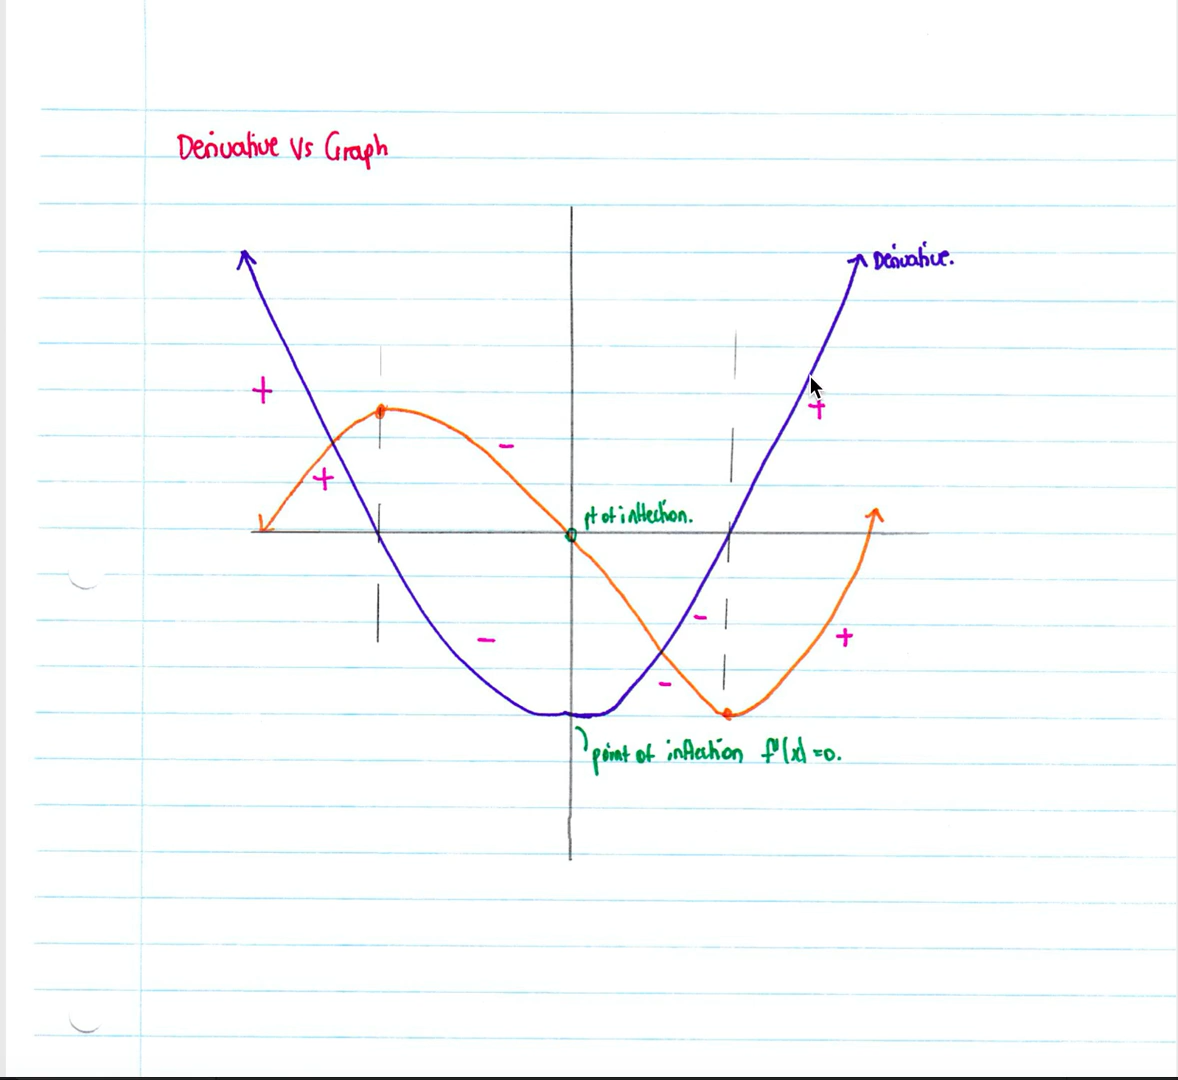 Derivative Vs Graph
Derivative.
+
+
-
+
pt of inflection.
-
-
+
-
point of inflection f''(x) = 0.